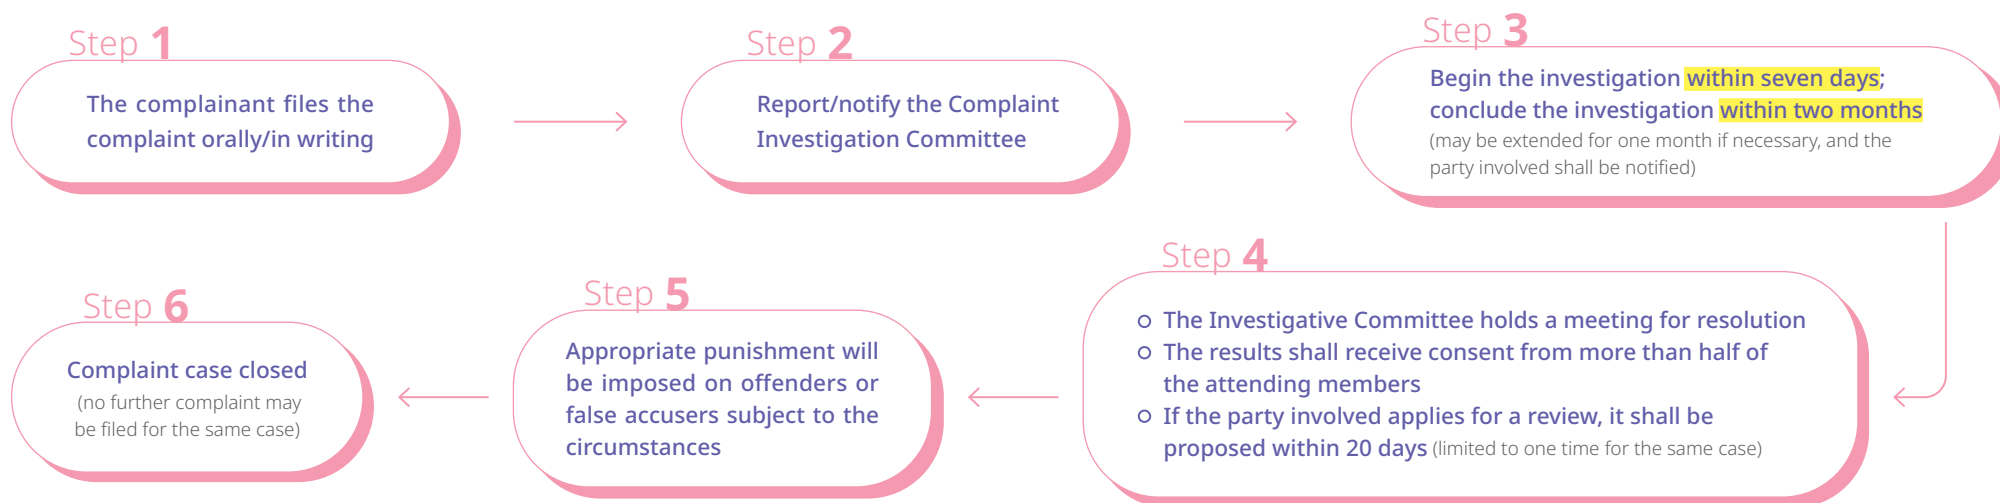 Step 1
The complainant files the
complaint orally/in writing
Step 2
Report/notify the Complaint
Investigation Committee
Step 3
Begin the investigation within seven days;
conclude the investigation within two months
(may be extended for one month if necessary, and the
party involved shall be notified)
Step 4
The Investigative Committee holds a meeting for resolution
The results shall receive consent from more than half of
the attending members
If the party involved applies for a review, it shall be
proposed within 20 days (limited to one time for the same case)
Step 5
Appropriate punishment will
be imposed on offenders or
false accusers subject to the
circumstances
Step 6
Complaint case closed
(no further complaint may
be filed for the same case)